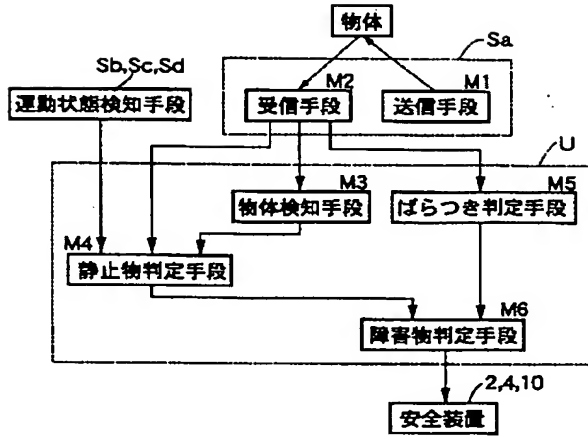 物体
Sa
Sb,Sc,Sd
M2
M1
運動状態検知手段
受信手段
送信手段
U
M3
M5
物体検知手段
ばらつき判定手段
M4
静止物判定手段
M6
障害物判定手段
2,4,10
安全装置